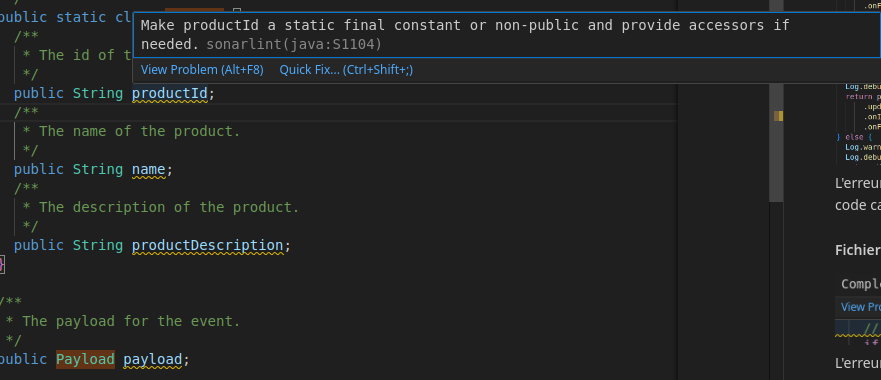 public static cl
Make productId a static final constant or non-public and provide accessors if
needed. sonarlint(java:S1104)
View Problem (Alt+F8) Quick Fix... (Ctrl+Shift+;)
/**
* The id of t
*/
public String productId;
/**
* The name of the product.
*/
public String name;
/**
* The description of the product.
*/
public String productDescription;
}
/**
* The payload for the event.
*/
public Payload payload;
.onF
Log.debu
return p
.upd
.onI
.onF
) else (
Log.warn
Log.debu
L'erreu
code ca
Fichier
Comple
View Pro
//
L'erreur